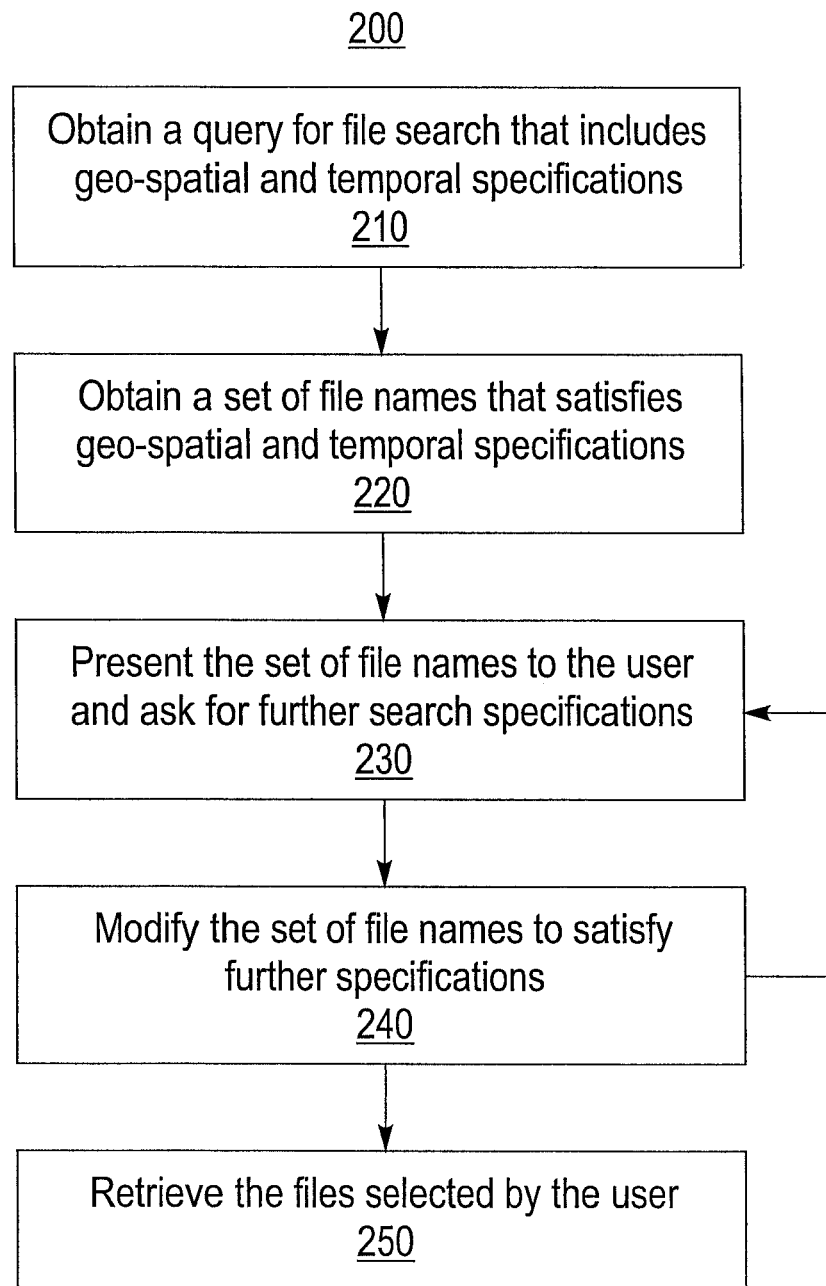 200
Obtain a query for file search that includes
geo-spatial and temporal specifications
210
Obtain a set of file names that satisfies
geo-spatial and temporal specifications
220
Present the set of file names to the user
and ask for further search specifications
230
Modify the set of file names to satisfy
further specifications
240
Retrieve the files selected by the user
250